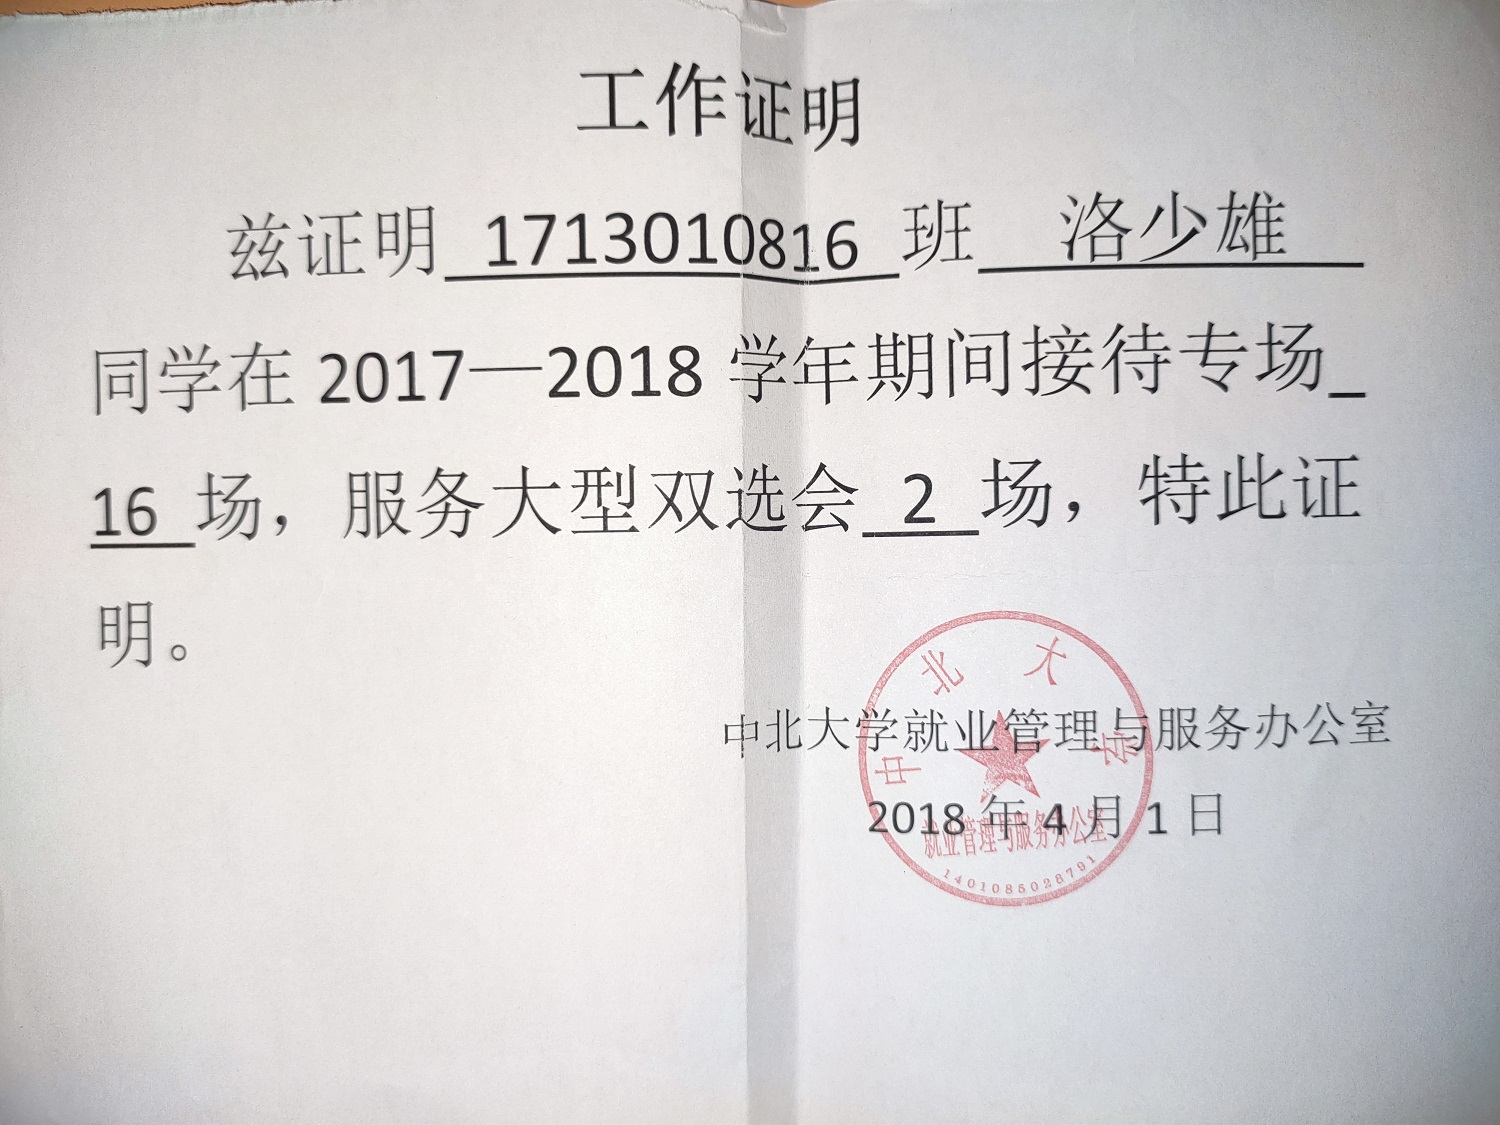 工作证明
兹证明 1713010816 班 洛少雄
同学在 2017—2018 学年期间接待专场
16 场，服务大型双选会 2 场，特此证
明。
中北大学就业管理与服务办公室
2018 年 4 月 1 日
中北大学
就业管理与服务办公室
1401085028791